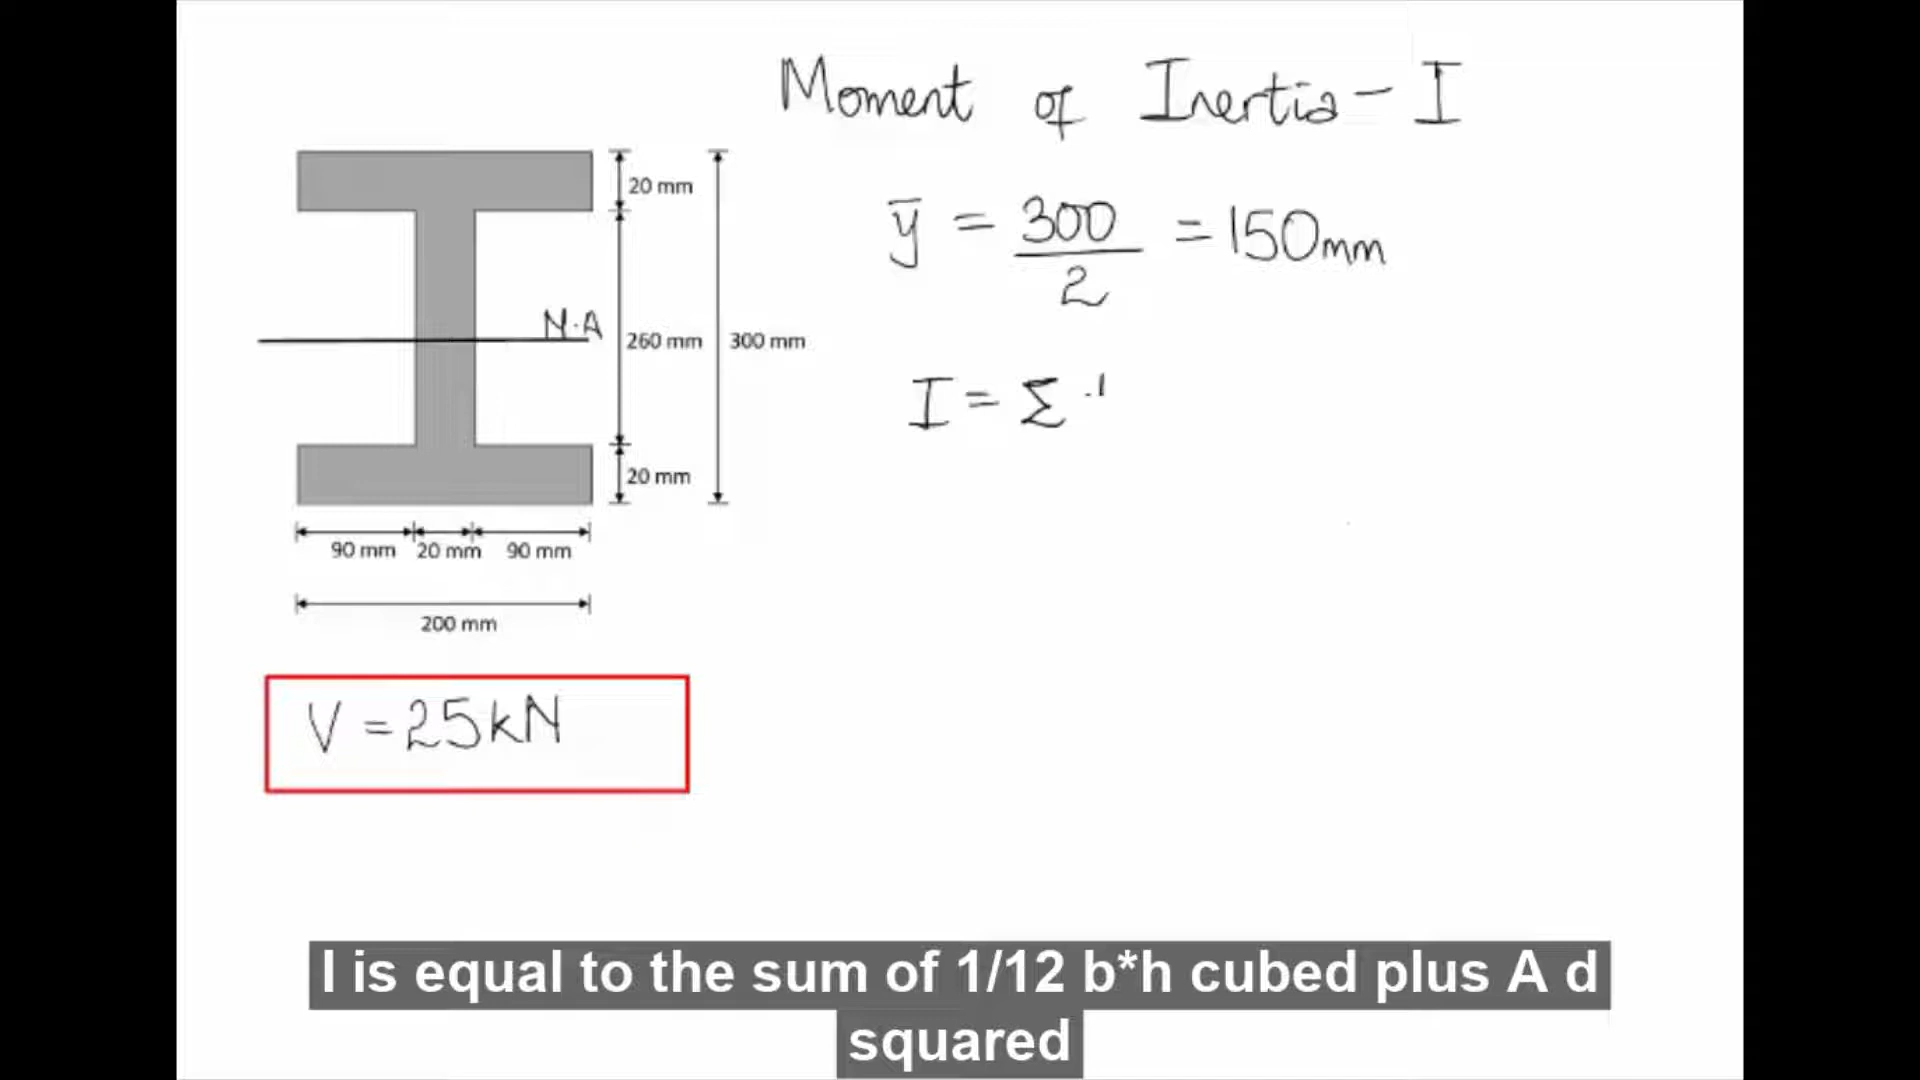 Moment of Inertia - I
20 mm
ȳ = 300/2 = 150mm
N.A
260 mm
300 mm
I = Σ
20 mm
90 mm 20 mm 90 mm
200 mm
V = 25kN
I is equal to the sum of 1/12 b*h cubed plus A d
squared